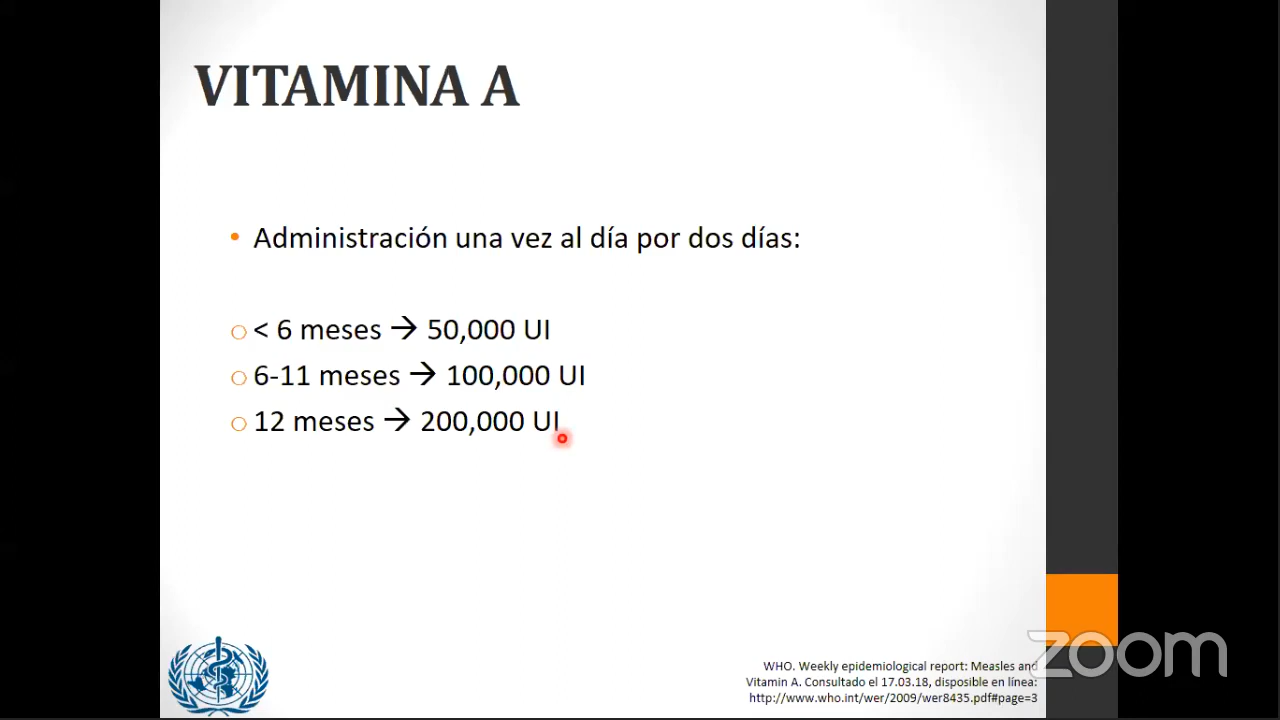 VITAMINA A
• Administración una vez al día por dos días:
○ < 6 meses → 50,000 UI
○ 6-11 meses → 100,000 UI
○ 12 meses → 200,000 UI
WHO. Weekly epidemiological report: Measles and
Vitamin A. Consultado el 17.03.18, disposible en línea:
http://www.who.int/wer/2009/wer8435.pdf#page=3
zoom